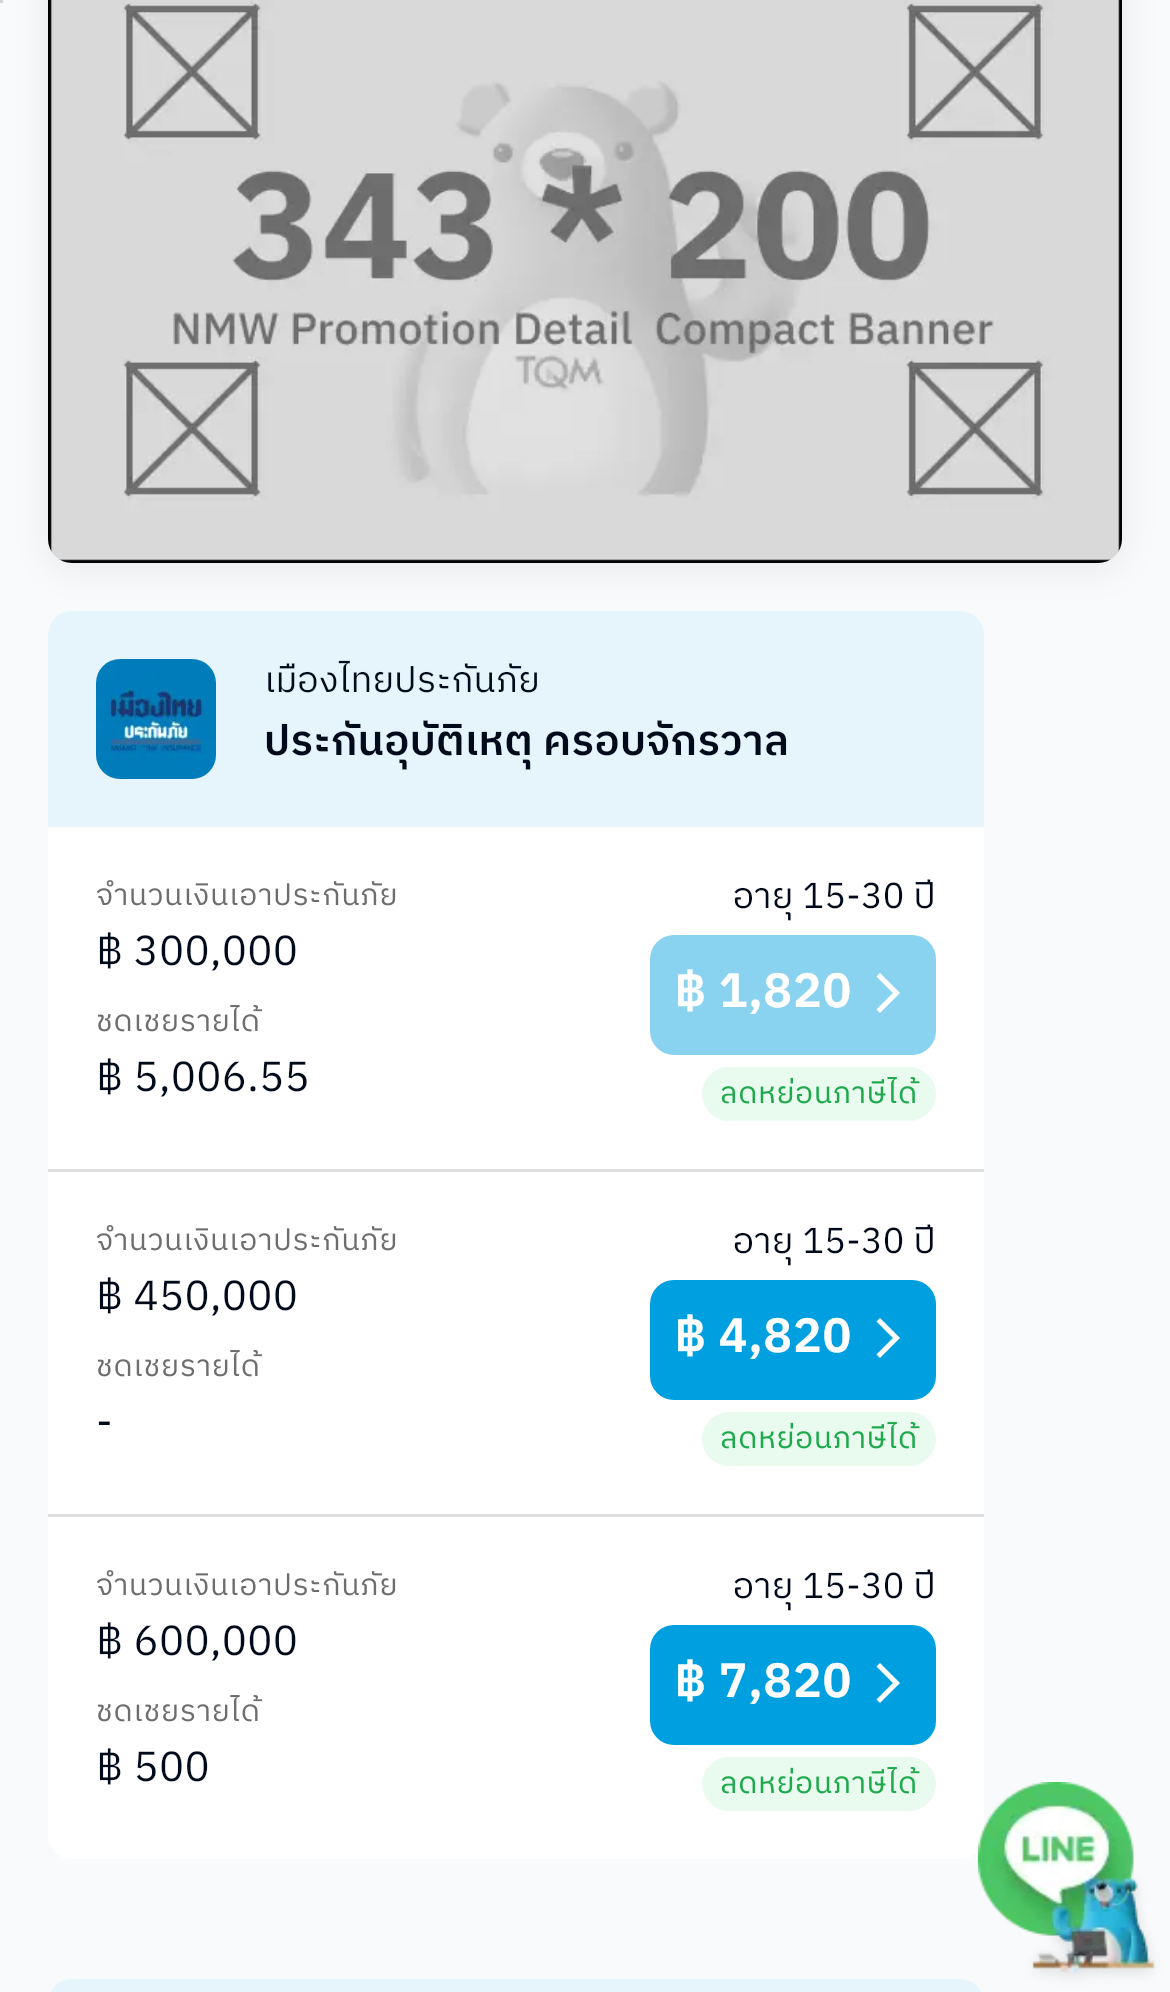 343 * 200
NMW Promotion Detail Compact Banner
TQM
เมืองไทย
ประกันภัย
เมืองไทยประกันภัย
ประกันอุบัติเหตุ ครอบจักรวาล
จำนวนเงินเอาประกันภัย
อายุ 15-30 ปี
฿ 300,000
฿ 1,820
ชดเชยรายได้
฿ 5,006.55
ลดหย่อนภาษีได้
จำนวนเงินเอาประกันภัย
อายุ 15-30 ปี
฿ 450,000
฿ 4,820
ชดเชยรายได้
-
ลดหย่อนภาษีได้
จำนวนเงินเอาประกันภัย
อายุ 15-30 ปี
฿ 600,000
฿ 7,820
ชดเชยรายได้
฿ 500
ลดหย่อนภาษีได้
LINE